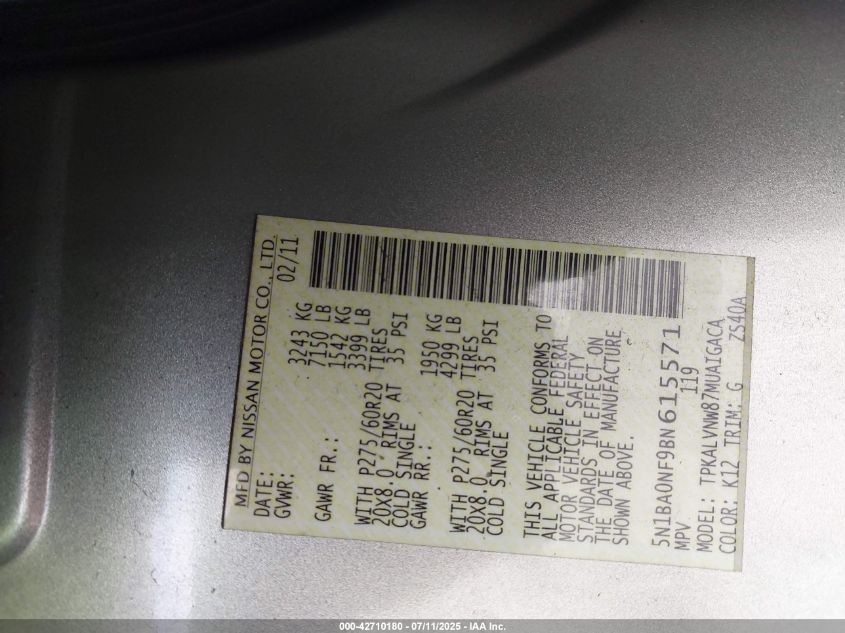 MFD BY NISSAN MOTOR CO., LTD.
DATE: 02/11
GVWR: 3243 KG
7150 LB
GAWR FR.: 1542 KG
3399 LB
WITH P275/60R20 TIRES
20X8.0 RIMS AT 35 PSI
COLD SINGLE
GAWR RR.: 1950 KG
4299 LB
WITH P275/60R20 TIRES
20X8.0 RIMS AT 35 PSI
COLD SINGLE
THIS VEHICLE CONFORMS TO
ALL APPLICABLE FEDERAL
MOTOR VEHICLE SAFETY
STANDARDS IN EFFECT ON
THE DATE OF MANUFACTURE
SHOWN ABOVE.
5N1BA0NF9BN615571
MPV 119
MODEL: TPKALVNW87MUAIGACA
COLOR: K12 TRIM: G Z540A
000-42710180 - 07/11/2025 - IAA Inc.